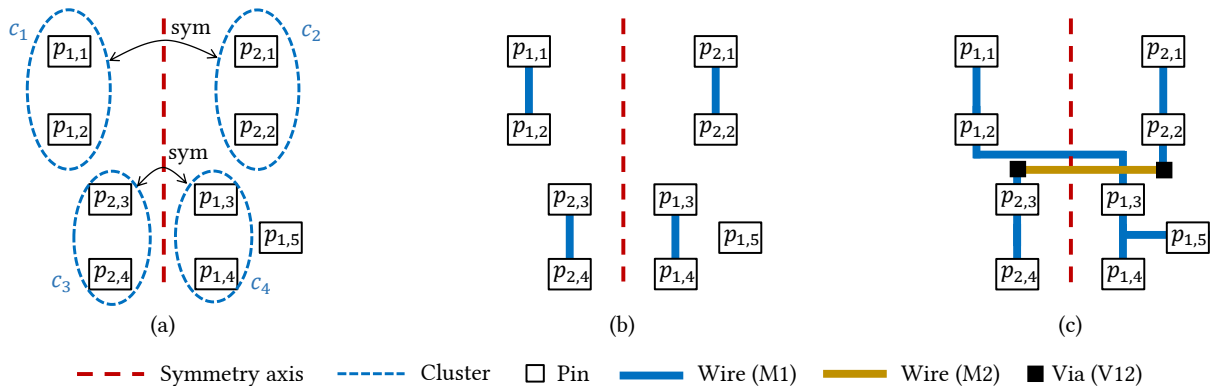 c1 sym c2
p1,1 p2,1
p1,2 p2,2
sym
p2,3 p1,3
p1,5
p2,4 p1,4
c3 c4
(a)
p1,1 p2,1
p1,2 p2,2
p2,3 p1,3
p1,5
p2,4 p1,4
(b)
p1,1 p2,1
p1,2 p2,2
p2,3 p1,3
p1,5
p2,4 p1,4
(c)
Symmetry axis Cluster Pin Wire (M1) Wire (M2) Via (V12)